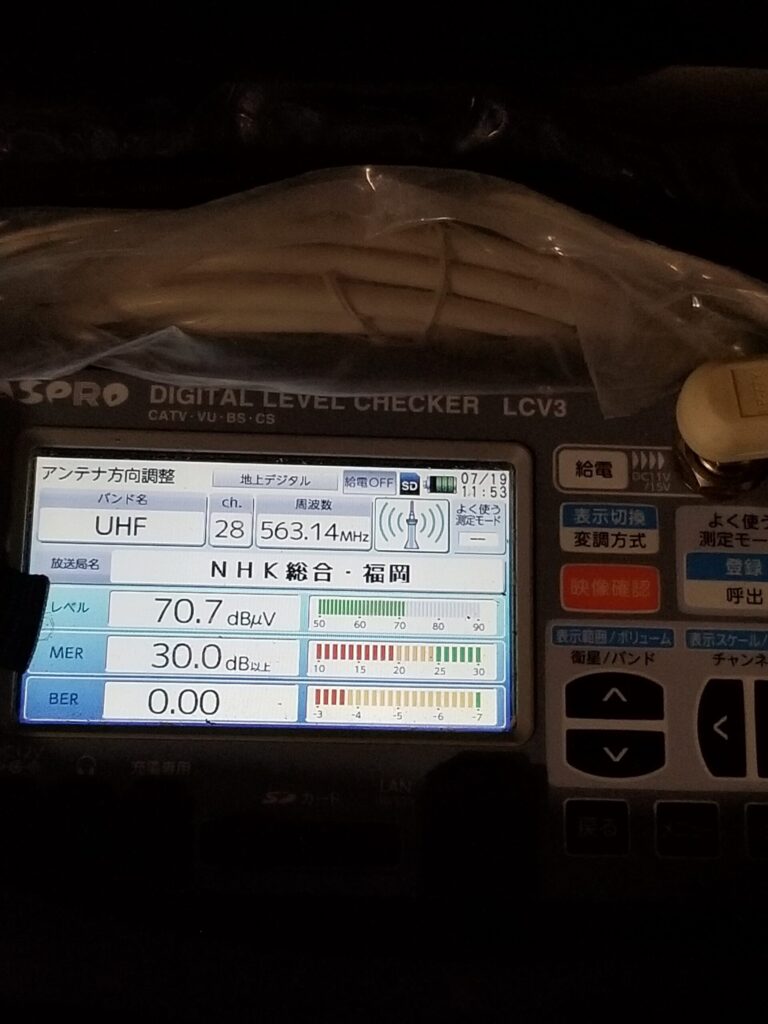 ASPRO DIGITAL LEVEL CHECKER LCV3
CATV・VU・BS・CS
アンテナ方向調整
地上デジタル
給電OFF
SD
07/19
11:53
バンド名
UHF
ch.
28
周波数
563.14MHz
よく使う
測定モード
---
放送局名
NHK総合・福岡
レベル
70.7 dBμV
50 60 70 80 90
MER
30.0 dB以上
10 15 20 25 30
BER
0.00
-3 -4 -5 -6 -7
給電
DC11V
/15V
表示切換
変調方式
映像確認
よく使う
測定モー
登録
呼出
表示範囲/ボリューム
衛星/バンド
表示スケール/
チャンネ
充電専用
SDカード
LAN
戻る